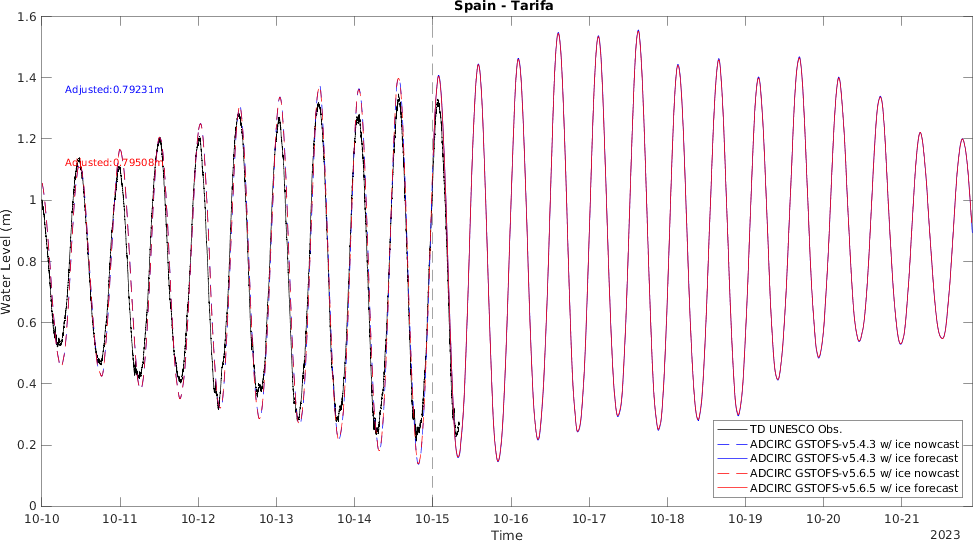 Spain - Tarifa
1.6
1.4
1.2
1
0.8
0.6
0.4
0.2
0
Water Level (m)
Adjusted:0.79231m
Adjusted:0.79508m
TD UNESCO Obs.
ADCIRC GSTOFS-v5.4.3 w/ ice nowcast
ADCIRC GSTOFS-v5.4.3 w/ ice forecast
ADCIRC GSTOFS-v5.6.5 w/ ice nowcast
ADCIRC GSTOFS-v5.6.5 w/ ice forecast
10-10 10-11 10-12 10-13 10-14 10-15 10-16 10-17 10-18 10-19 10-20 10-21
Time
2023